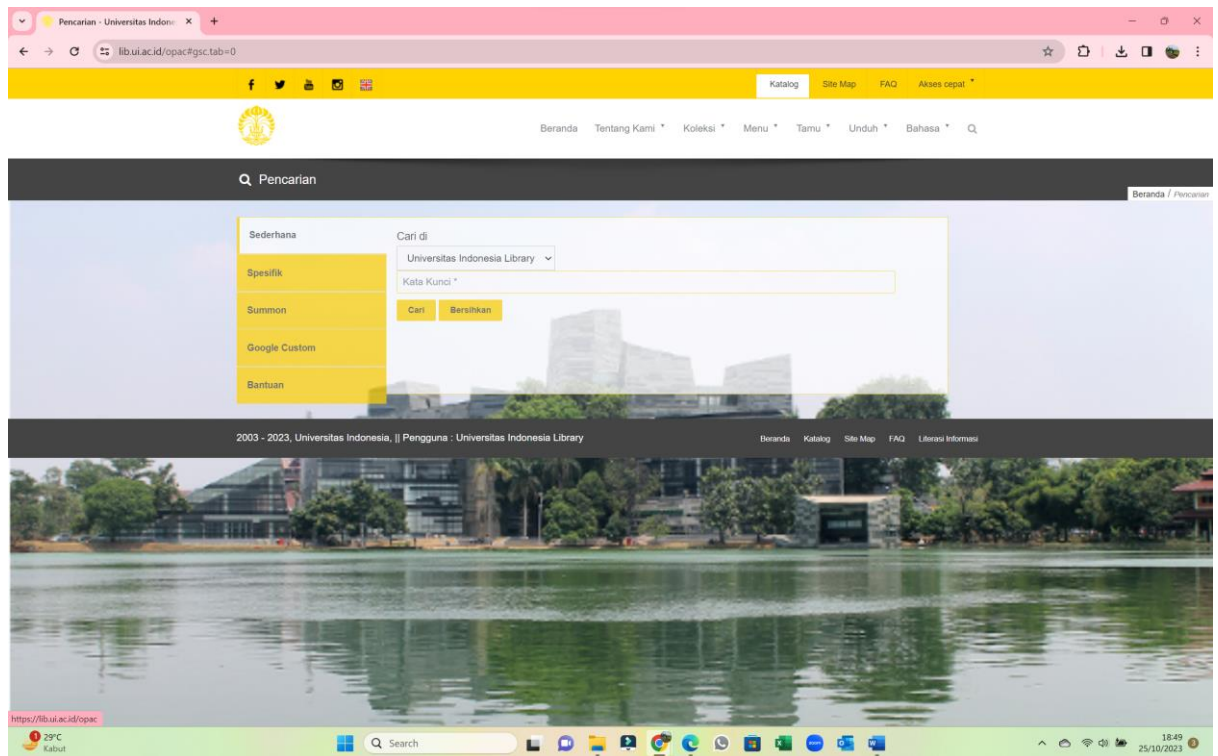 Pencarian - Universitas Indone
lib.ui.ac.id/opac#gsc.tab=0
Katalog Site Map FAQ Akses cepat
Beranda Tentang Kami Koleksi Menu Tamu Unduh Bahasa
Pencarian
Beranda / Pencarian
Sederhana
Spesifik
Summon
Google Custom
Bantuan
Cari di
Universitas Indonesia Library
Kata Kunci *
Cari Bersihkan
2003 - 2023, Universitas Indonesia, || Pengguna : Universitas Indonesia Library
Beranda Katalog Site Map FAQ Literasi Informasi
https://lib.ui.ac.id/opac
1 29°C
Kabut
Search
zoom
18:49
25/10/2023
3